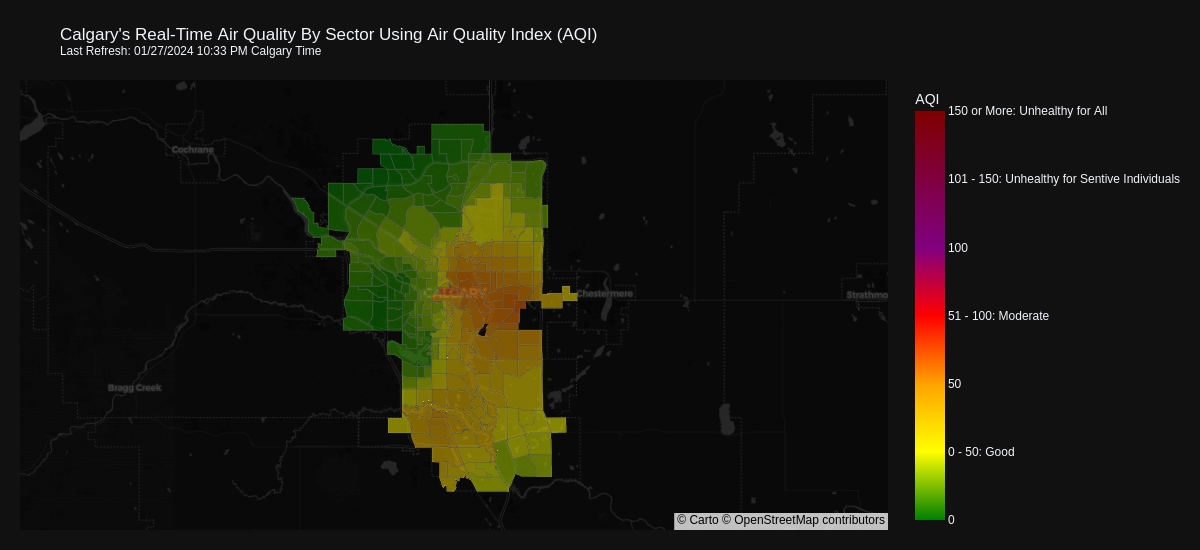 Calgary's Real-Time Air Quality By Sector Using Air Quality Index (AQI)
Last Refresh: 01/27/2024 10:33 PM Calgary Time
AQI
150 or More: Unhealthy for All
Cochrane
101 - 150: Unhealthy for Sentive Individuals
100
CALGARY
Chestermere
Strathmo
51 - 100: Moderate
50
Bragg Creek
0 - 50: Good
0
© Carto © OpenStreetMap contributors